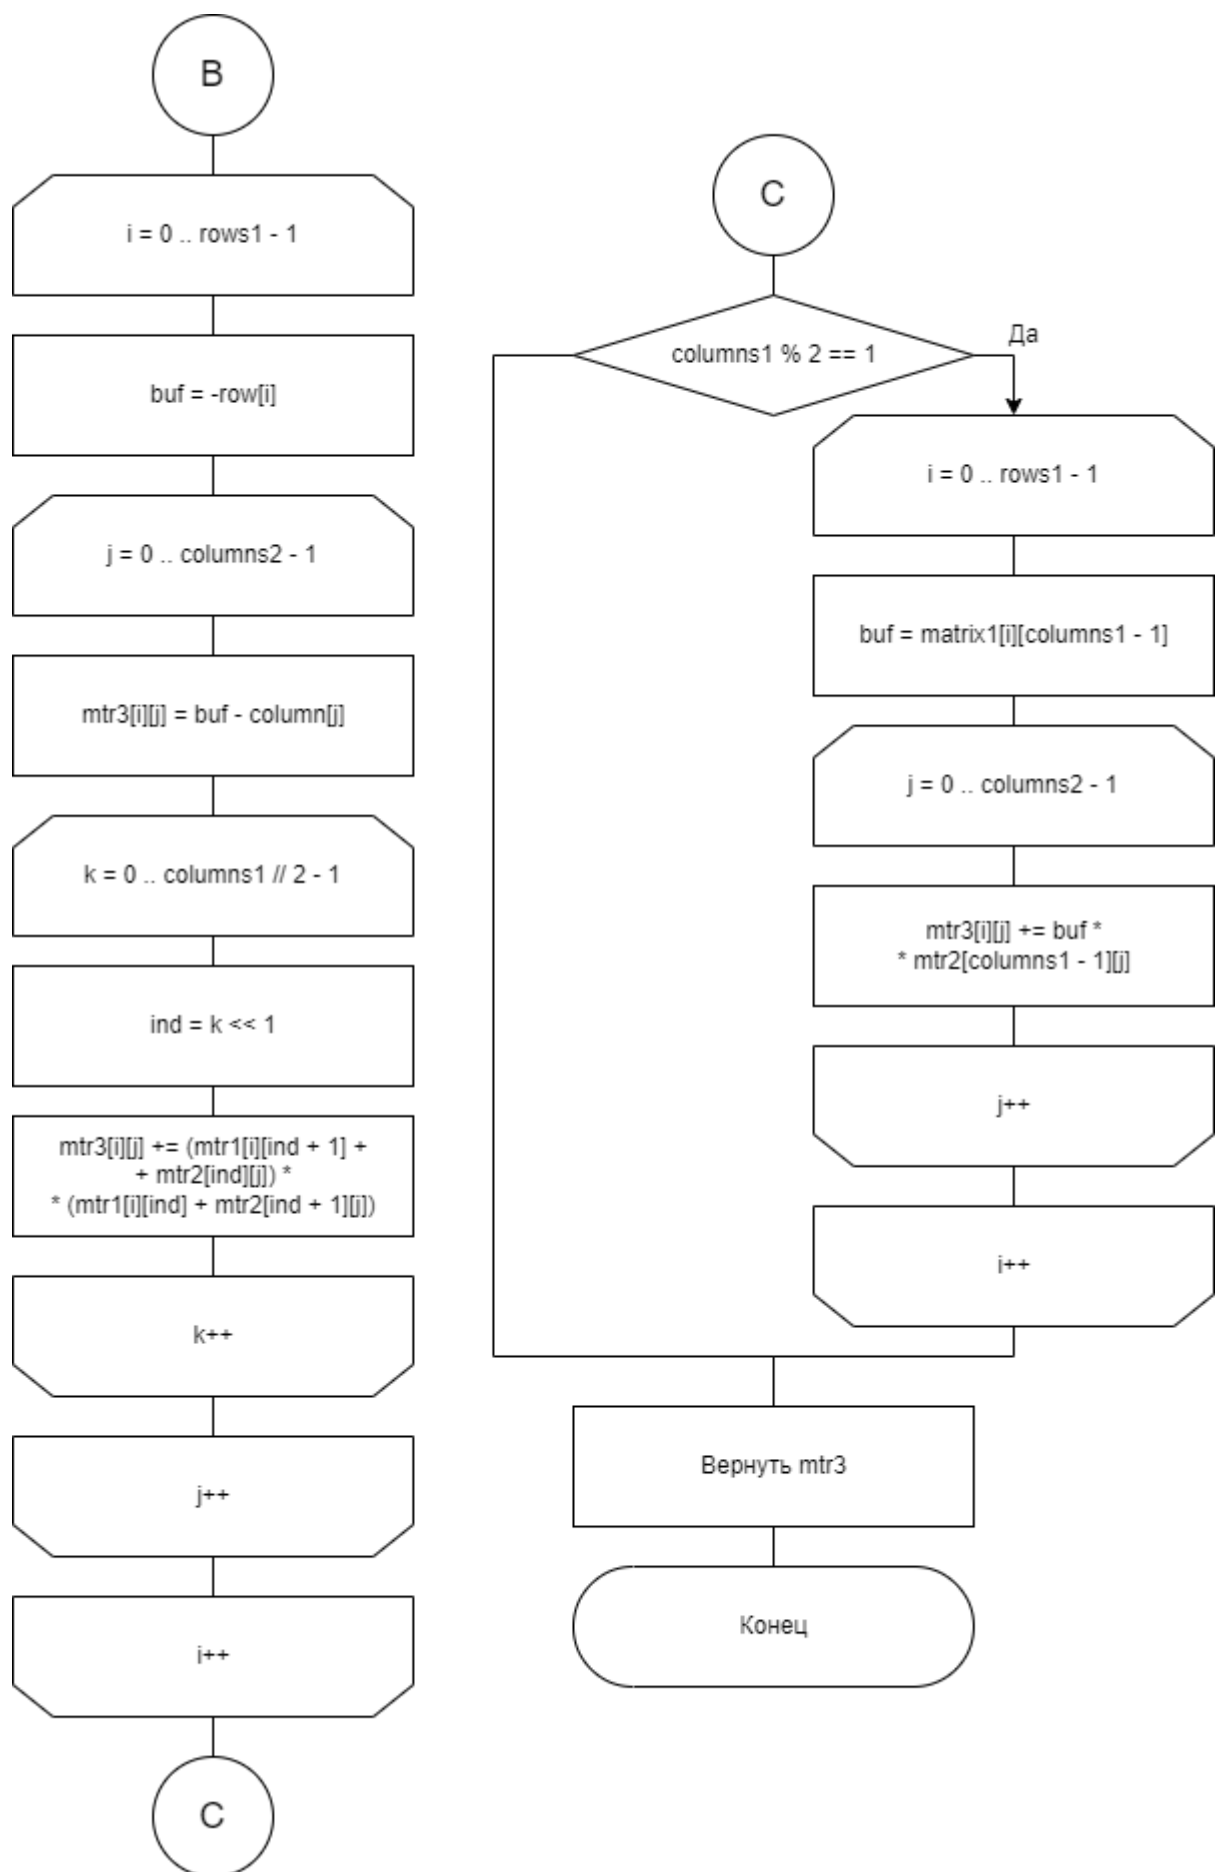 B
i = 0 .. rows1 - 1
buf = -row[i]
j = 0 .. columns2 - 1
mtr3[i][j] = buf - column[j]
k = 0 .. columns1 // 2 - 1
ind = k << 1
mtr3[i][j] += (mtr1[i][ind + 1] +
+ mtr2[ind][j]) *
* (mtr1[i][ind] + mtr2[ind + 1][j])
k++
j++
i++
C
C
columns1 % 2 == 1
Да
i = 0 .. rows1 - 1
buf = matrix1[i][columns1 - 1]
j = 0 .. columns2 - 1
mtr3[i][j] += buf *
* mtr2[columns1 - 1][j]
j++
i++
Вернуть mtr3
Конец